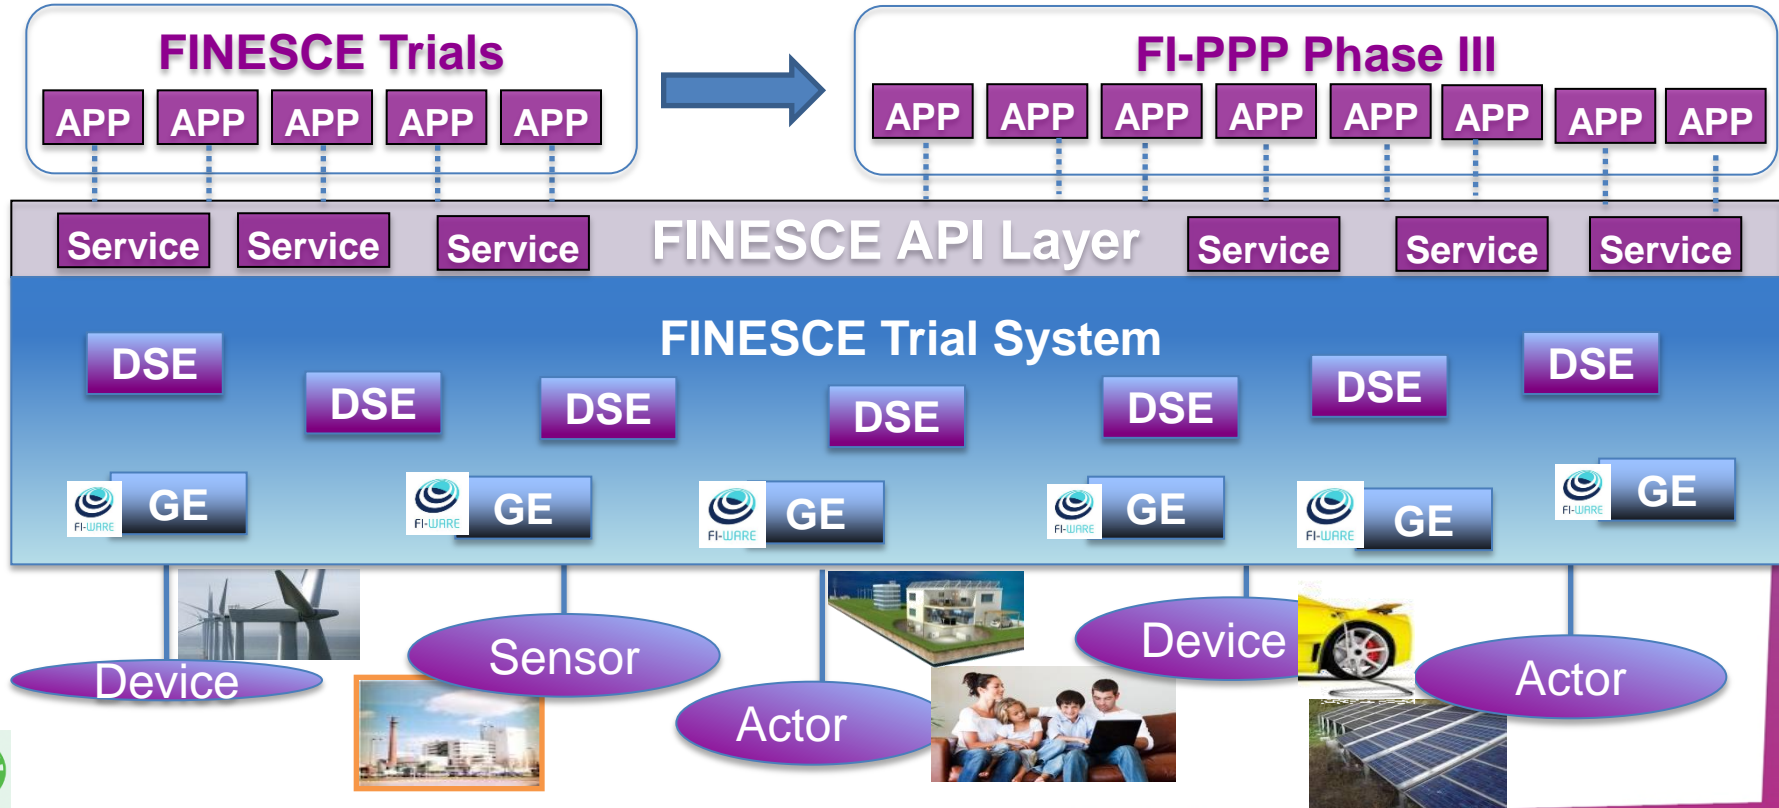 FINESCE Trials
FI-PPP Phase III
APP APP APP APP APP
APP APP APP APP APP APP APP APP
Service Service Service FINESCE API Layer Service Service Service
FINESCE Trial System
DSE DSE DSE DSE DSE DSE DSE
FI-WARE GE FI-WARE GE FI-WARE GE FI-WARE GE FI-WARE GE FI-WARE GE
Device Sensor Actor Device Actor